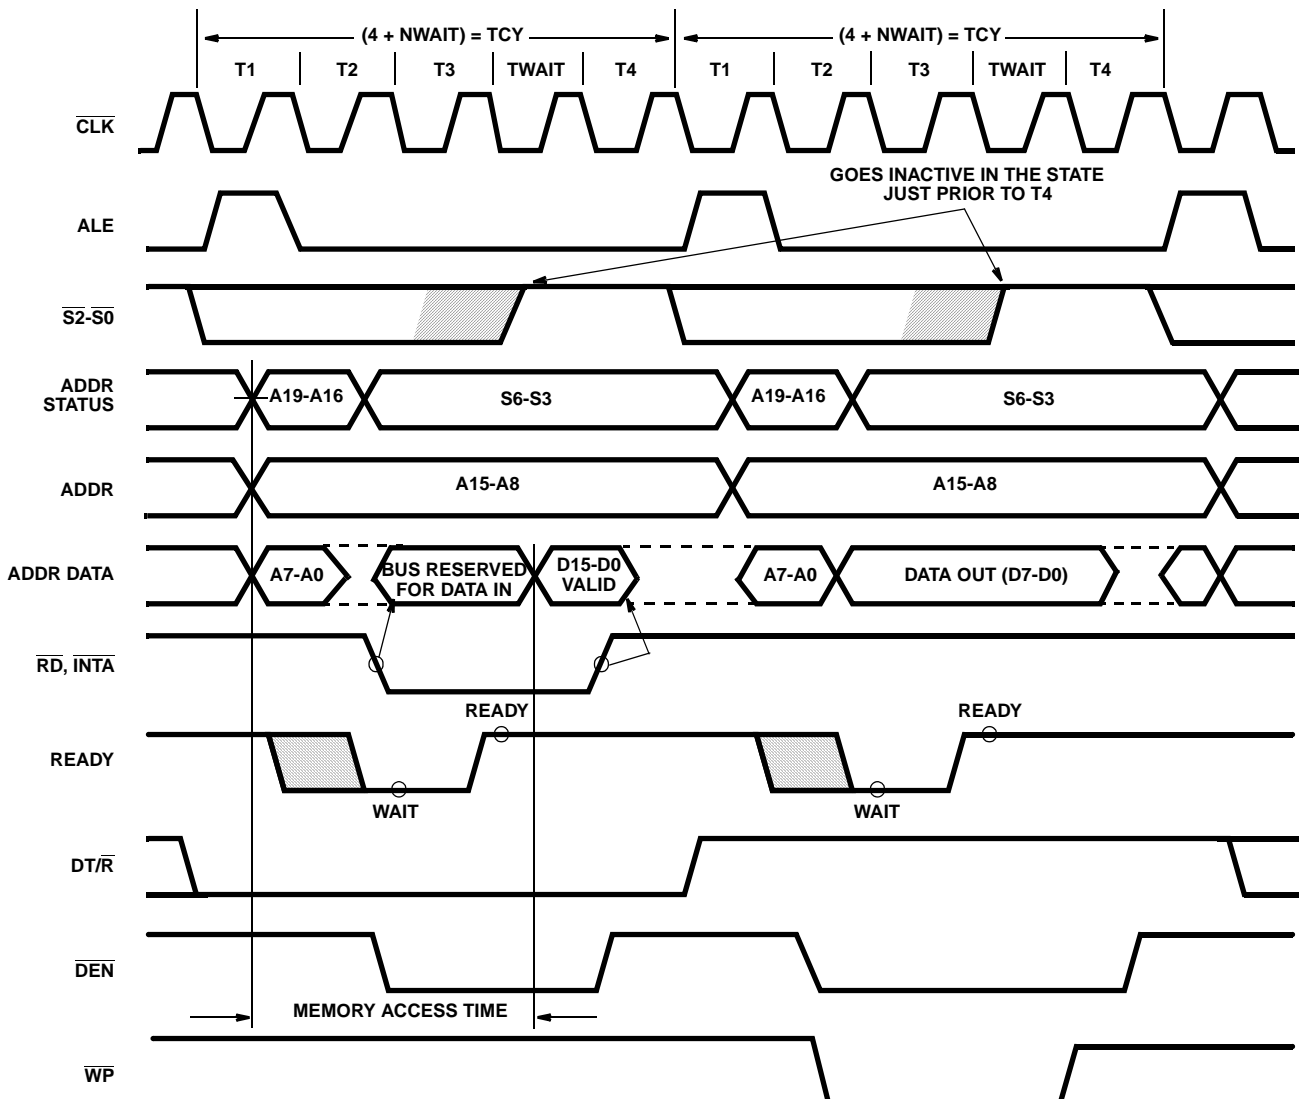 (4 + NWAIT) = TCY (4 + NWAIT) = TCY
T1 T2 T3 TWAIT T4 T1 T2 T3 TWAIT T4
CLK
GOES INACTIVE IN THE STATE
JUST PRIOR TO T4
ALE
S2-S0
ADDR
STATUS
A19-A16 S6-S3 A19-A16 S6-S3
ADDR
A15-A8 A15-A8
ADDR DATA
A7-A0
BUS RESERVED
FOR DATA IN
D15-D0
VALID
A7-A0
DATA OUT (D7-D0)
RD, INTA
READY READY
READY
WAIT WAIT
DT/R
DEN
MEMORY ACCESS TIME
WP